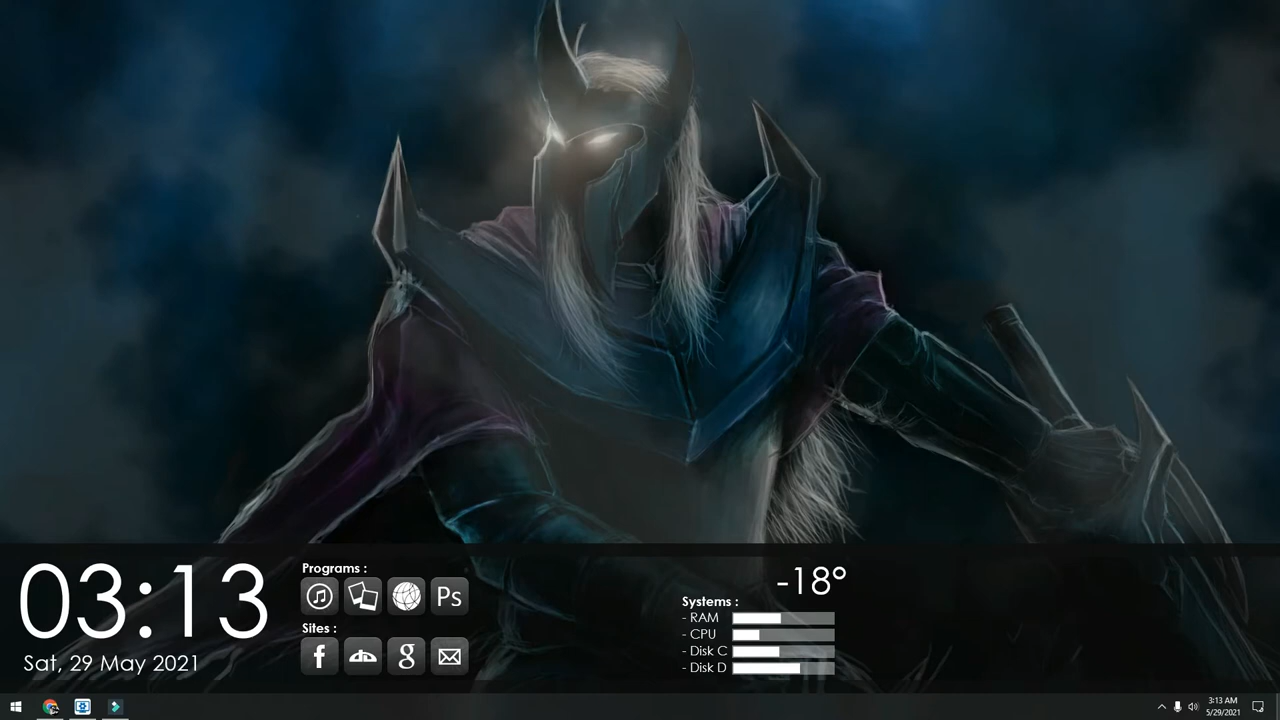 03:13
Sat, 29 May 2021
Programs :
Ps
Sites :
f
g
-18°
Systems :
- RAM
- CPU
- Disk C
- Disk D
3:13 AM
5/29/2021